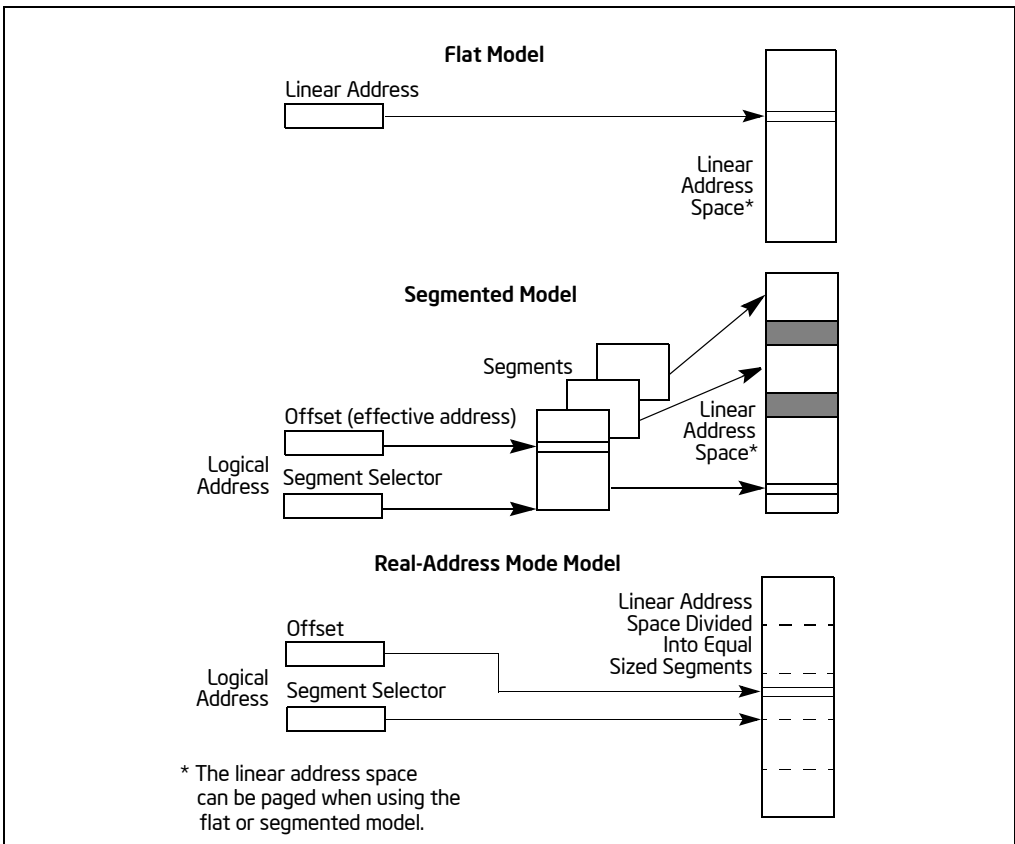 Flat Model
Linear Address
Linear
Address
Space*
Segmented Model
Segments
Offset (effective address)
Logical
Address
Segment Selector
Linear
Address
Space*
Real-Address Mode Model
Offset
Logical
Address
Segment Selector
Linear Address
Space Divided
Into Equal
Sized Segments
* The linear address space
can be paged when using the
flat or segmented model.